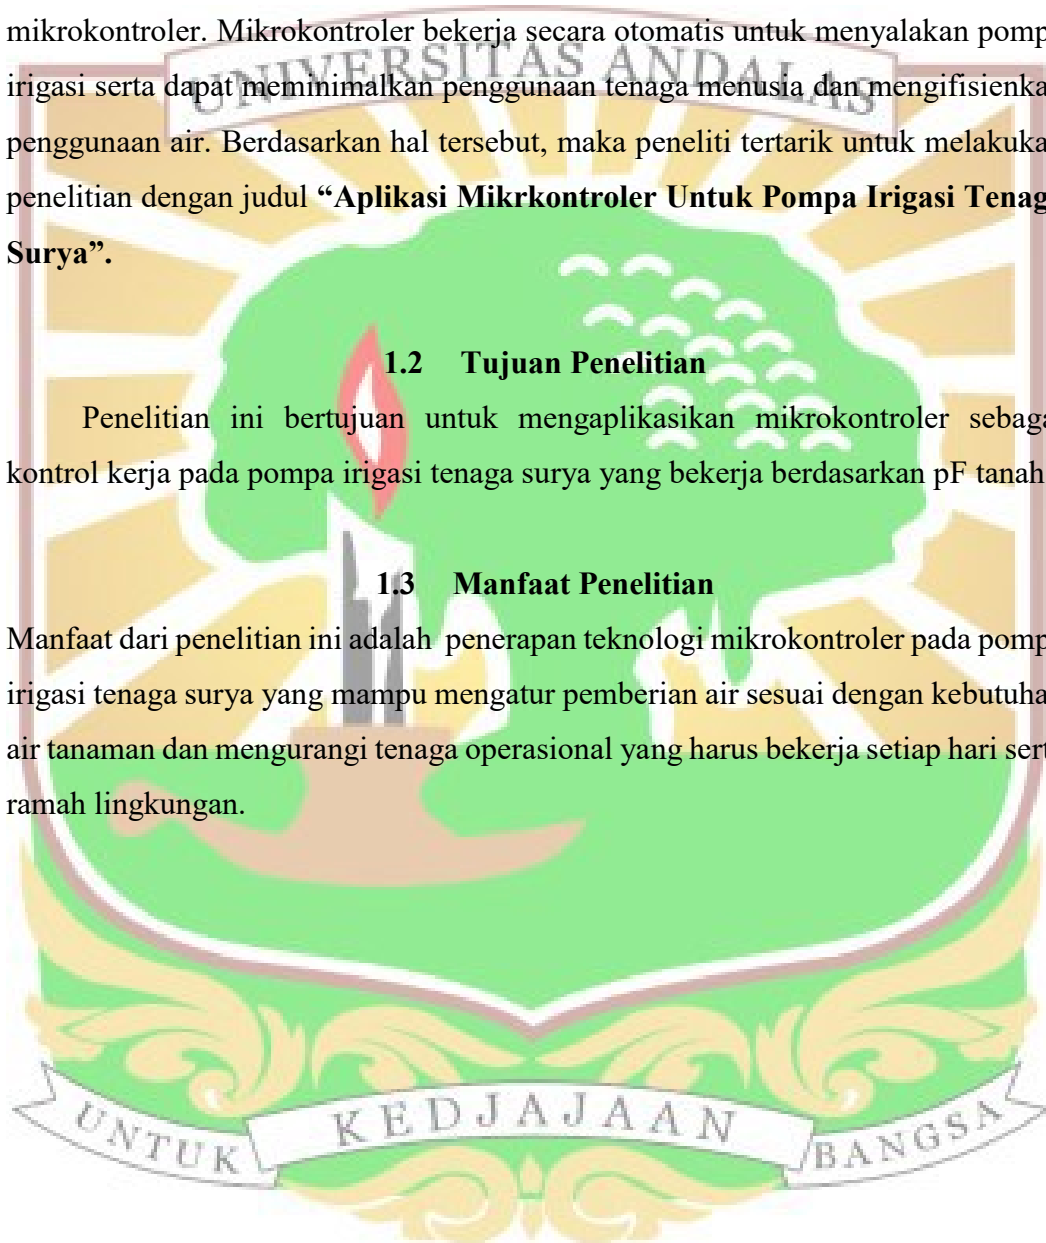 mikrokontroler. Mikrokontroler bekerja secara otomatis untuk menyalakan pomp
UNIVERSITAS ANDALAS
irigasi serta dapat meminimalkan penggunaan tenaga menusia dan mengifisienka
penggunaan air. Berdasarkan hal tersebut, maka peneliti tertarik untuk melakuka
penelitian dengan judul “Aplikasi Mikrkontroler Untuk Pompa Irigasi Tenag
Surya”.
1.2 Tujuan Penelitian
Penelitian ini bertujuan untuk mengaplikasikan mikrokontroler sebaga
kontrol kerja pada pompa irigasi tenaga surya yang bekerja berdasarkan pF tanah
1.3 Manfaat Penelitian
Manfaat dari penelitian ini adalah penerapan teknologi mikrokontroler pada pomp
irigasi tenaga surya yang mampu mengatur pemberian air sesuai dengan kebutuha
air tanaman dan mengurangi tenaga operasional yang harus bekerja setiap hari sert
ramah lingkungan.
UNTUK KEDJAJAAN BANGSA